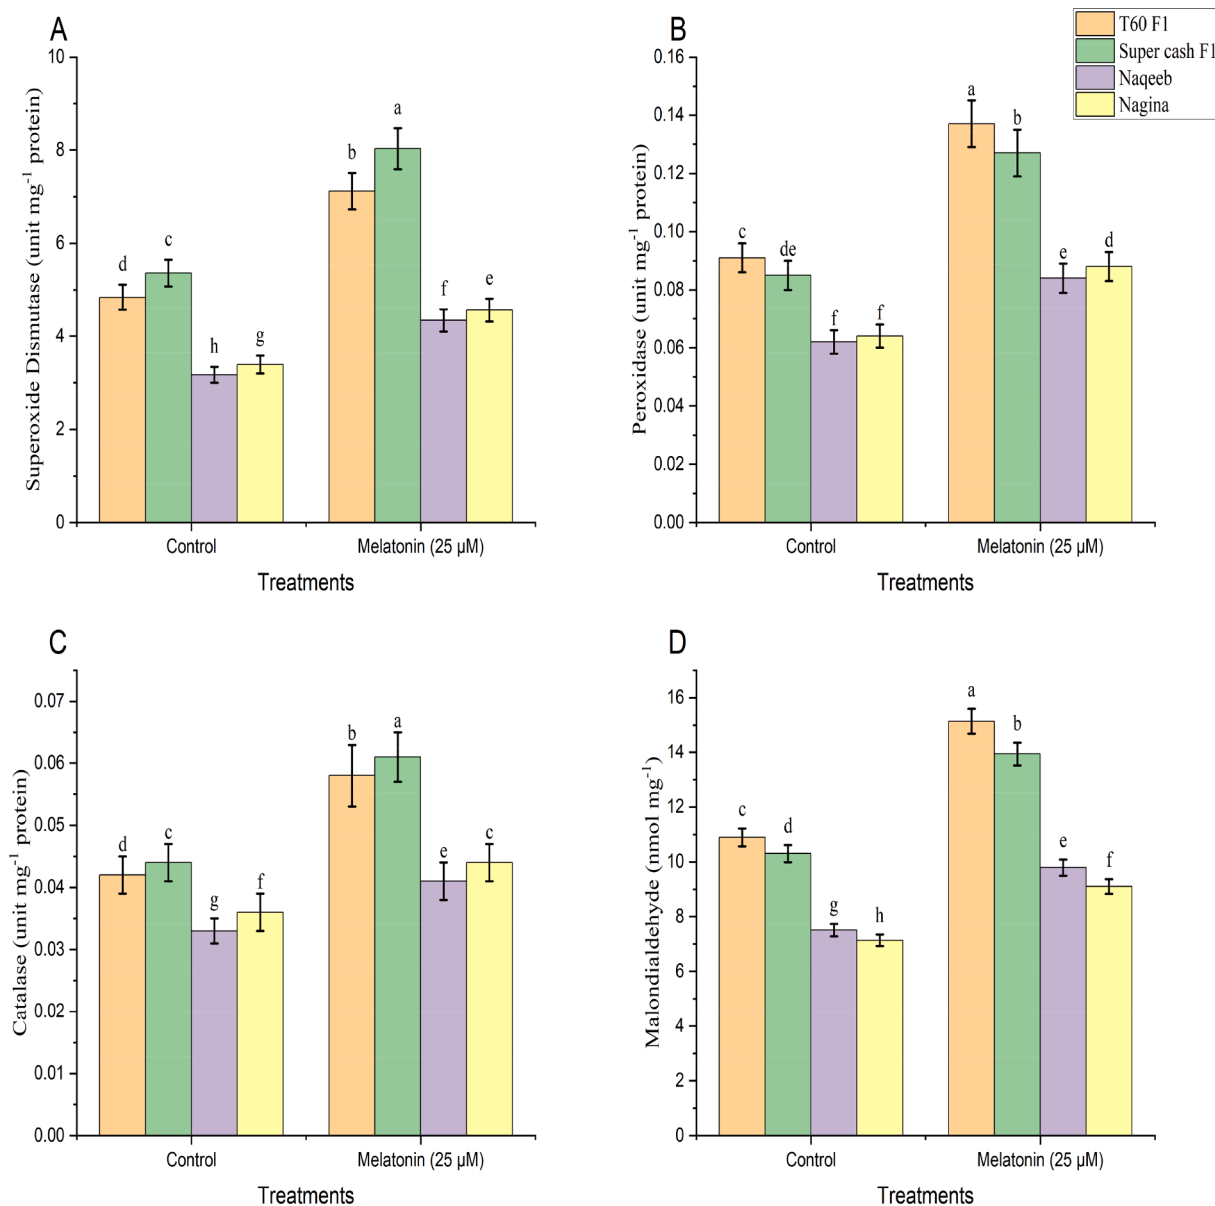 A
Superoxide Dismutase (unit mg⁻¹ protein)
10
8
6
4
2
0
d
c
h
g
b
a
f
e
Control
Melatonin (25 µM)
Treatments
B
T60 F1
Super cash F1
Naqeeb
Nagina
Peroxidase (unit mg⁻¹ protein)
0.16
0.14
0.12
0.10
0.08
0.06
0.04
0.02
0.00
c
de
f
f
a
b
e
d
Control
Melatonin (25 µM)
Treatments
C
Catalase (unit mg⁻¹ protein)
0.07
0.06
0.05
0.04
0.03
0.02
0.01
0.00
d
c
g
f
b
a
e
c
Control
Melatonin (25 µM)
Treatments
D
Malondialdehyde (nmol mg⁻¹)
16
14
12
10
8
6
4
2
0
c
d
g
h
a
b
e
f
Control
Melatonin (25 µM)
Treatments